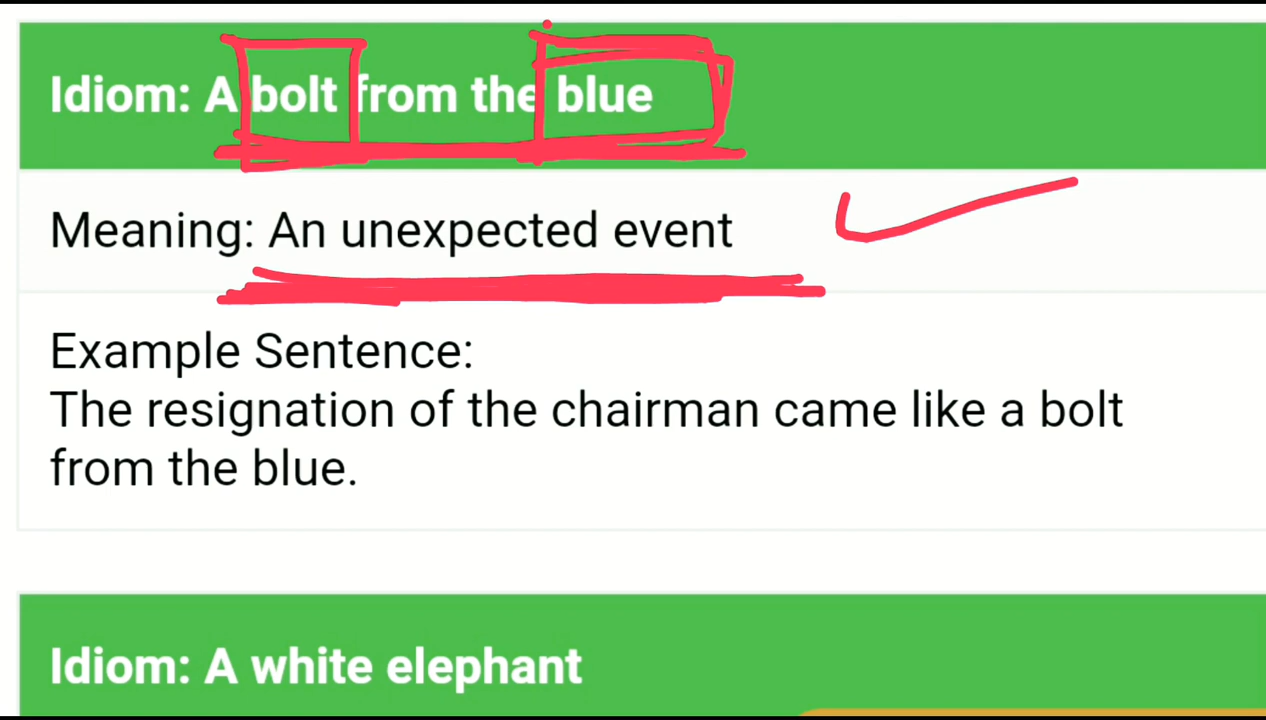 Idiom: A bolt from the blue
Meaning: An unexpected event
Example Sentence:
The resignation of the chairman came like a bolt
from the blue.
Idiom: A white elephant